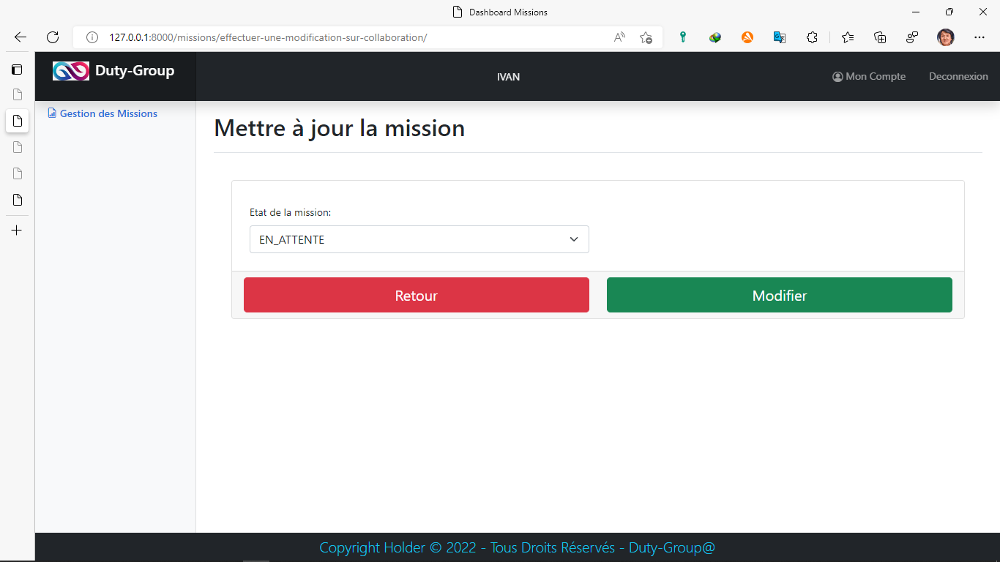 Dashboard Missions
127.0.0.1:8000/missions/effectuer-une-modification-sur-collaboration/
Duty-Group
IVAN
Mon Compte
Deconnexion
Gestion des Missions
Mettre à jour la mission
Etat de la mission:
EN_ATTENTE
Retour
Modifier
Copyright Holder © 2022 - Tous Droits Réservés - Duty-Group@